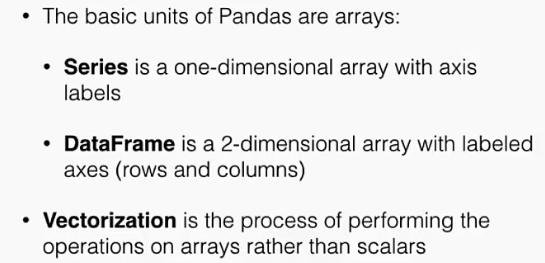 • The basic units of Pandas are arrays:
• Series is a one-dimensional array with axis
labels
• DataFrame is a 2-dimensional array with labeled
axes (rows and columns)
• Vectorization is the process of performing the
operations on arrays rather than scalars